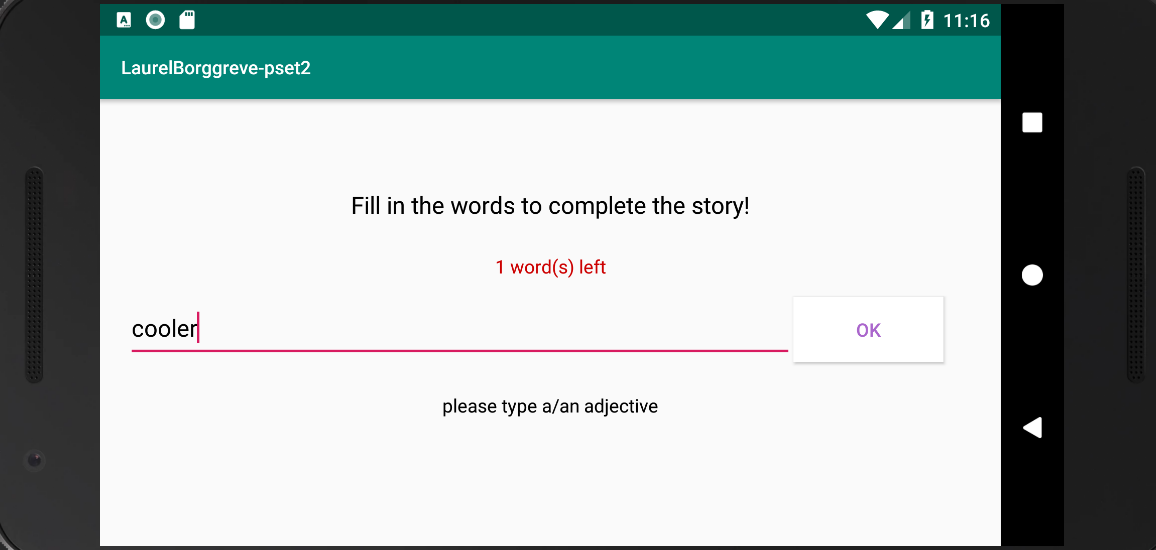 11:16
LaurelBorggreve-pset2
Fill in the words to complete the story!
1 word(s) left
cooler
OK
please type a/an adjective